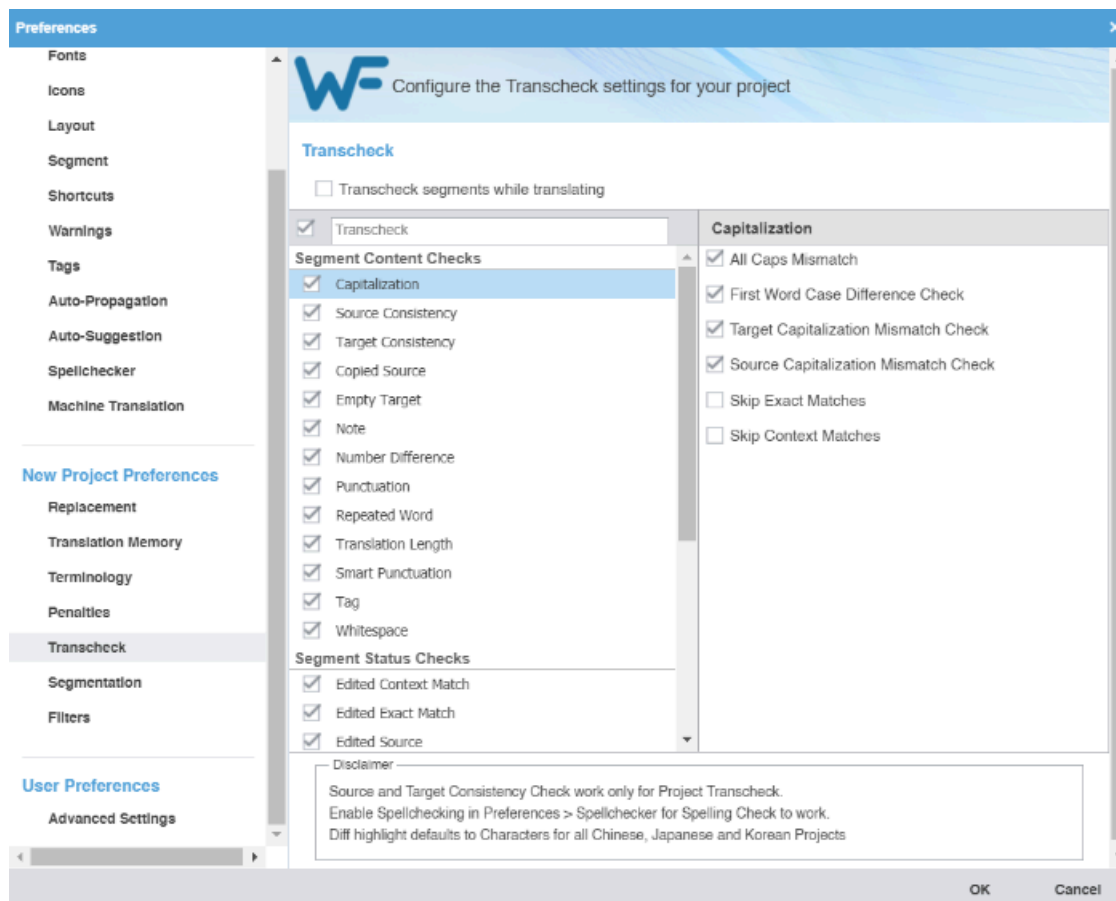 Preferences
Fonts
Icons
Layout
Segment
Shortcuts
Warnings
Tags
Auto-Propagation
Auto-Suggestion
Spellchecker
Machine Translation
New Project Preferences
Replacement
Translation Memory
Terminology
Penalties
Transcheck
Segmentation
Filters
User Preferences
Advanced Settings
WF Configure the Transcheck settings for your project
Transcheck
Transcheck segments while translating
Transcheck
Segment Content Checks
Capitalization
Source Consistency
Target Consistency
Copied Source
Empty Target
Note
Number Difference
Punctuation
Repeated Word
Translation Length
Smart Punctuation
Tag
Whitespace
Segment Status Checks
Edited Context Match
Edited Exact Match
Edited Source
Capitalization
All Caps Mismatch
First Word Case Difference Check
Target Capitalization Mismatch Check
Source Capitalization Mismatch Check
Skip Exact Matches
Skip Context Matches
Disclaimer
Source and Target Consistency Check work only for Project Transcheck.
Enable Spellchecking in Preferences > Spellchecker for Spelling Check to work.
Diff highlight defaults to Characters for all Chinese, Japanese and Korean Projects
OK Cancel